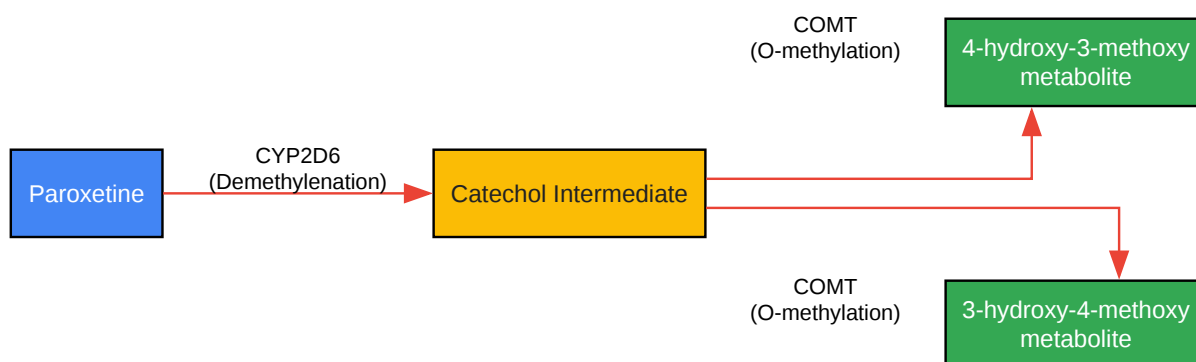 COMT
(O-methylation)
4-hydroxy-3-methoxy
metabolite
Paroxetine
CYP2D6
(Demethylenation)
Catechol Intermediate
COMT
(O-methylation)
3-hydroxy-4-methoxy
metabolite